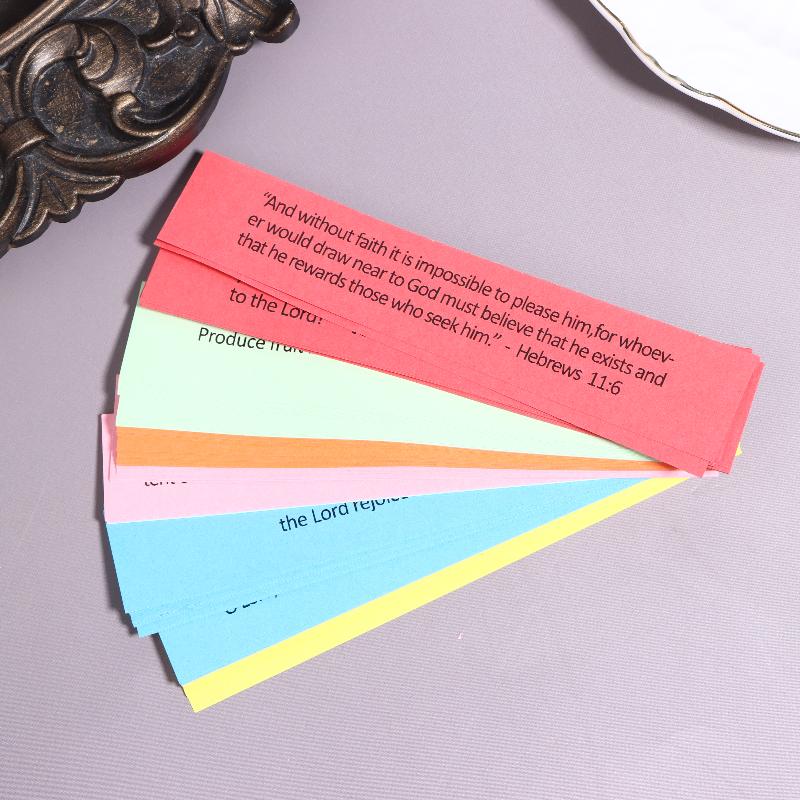 “And without faith it is impossible to please him,for whoev-
er would draw near to God must believe that he exists and
that he rewards those who seek him.” - Hebrews 11:6
to the Lord?
Produce fruit
the Lord rejoice